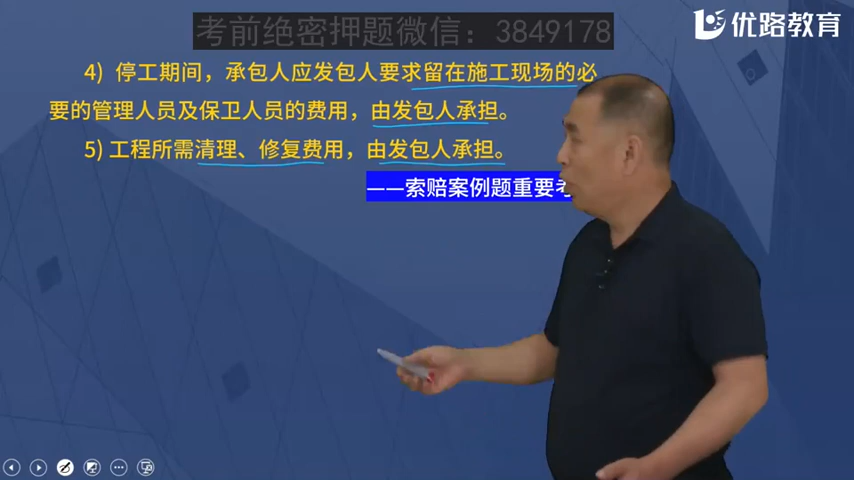 考前绝密押题微信：3849178
优路教育
4) 停工期间，承包人应发包人要求留在施工现场的必
要的管理人员及保卫人员的费用，由发包人承担。
5) 工程所需清理、修复费用，由发包人承担。
——索赔案例题重要考